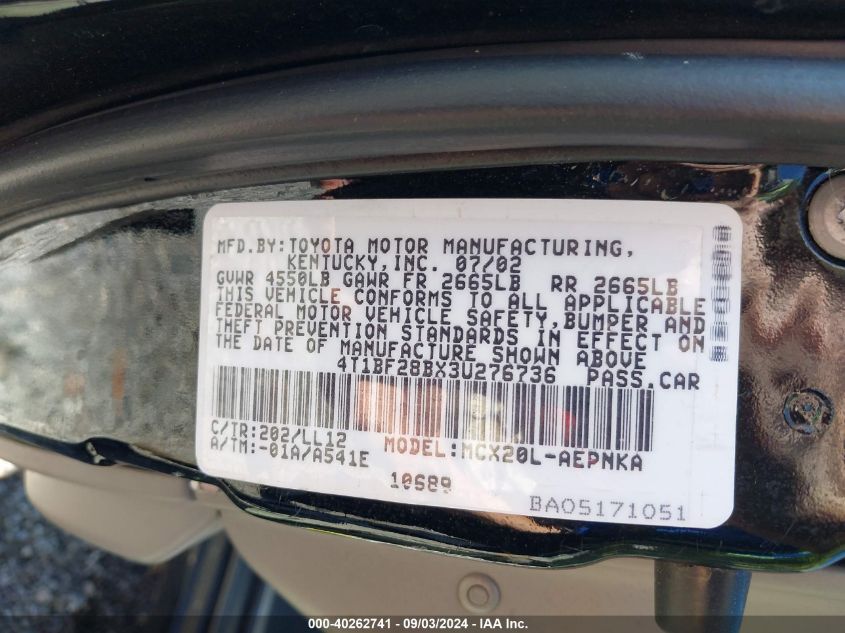 MFD.BY:TOYOTA MOTOR MANUFACTURING,
KENTUCKY,INC. 07/02
GVWR 4550LB GAWR FR 2665LB RR 2665LB
THIS VEHICLE CONFORMS TO ALL APPLICABLE
FEDERAL MOTOR VEHICLE SAFETY,BUMPER,AND
THEFT PREVENTION STANDARDS IN EFFECT ON
THE DATE OF MANUFACTURE SHOWN ABOVE
4T1BF28BX3U276736 PASS.CAR
C/TR:202/LL12 MODEL:MCX20L-AEPNKA
A/TM:-01A/A541E
10689
BA05171051
000-40262741 - 09/03/2024 - IAA Inc.